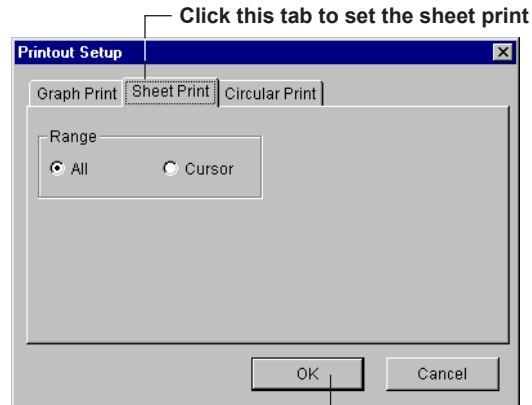 Click this tab to set the sheet print
Printout Setup
Graph Print Sheet Print Circular Print
Range
All Cursor
OK Cancel